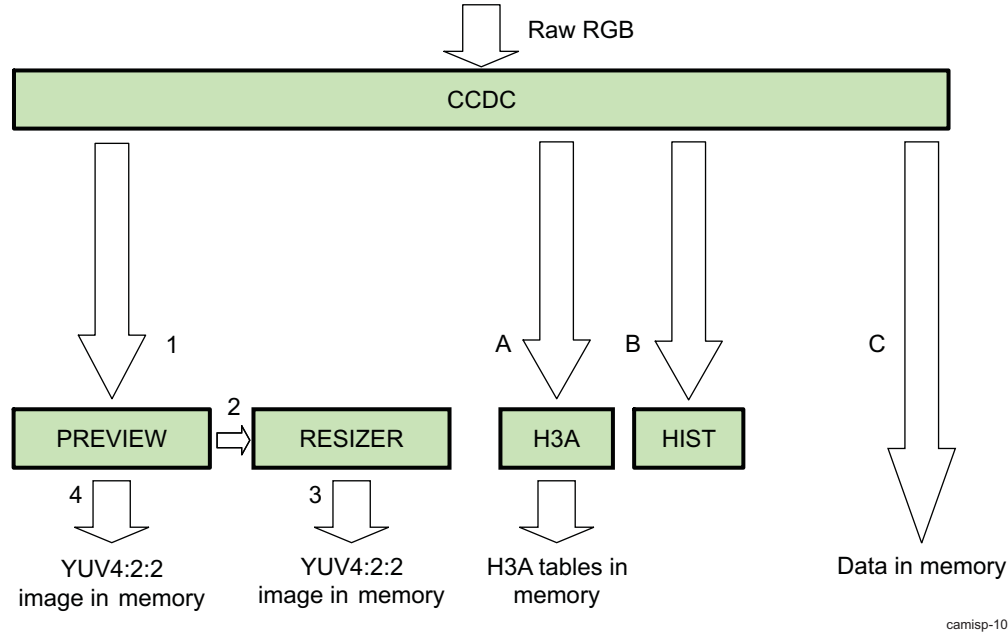 Raw RGB
CCDC
1
A
B
C
2
PREVIEW
RESIZER
H3A
HIST
4
3
YUV4:2:2
image in memory
YUV4:2:2
image in memory
H3A tables in
memory
Data in memory
camisp-10